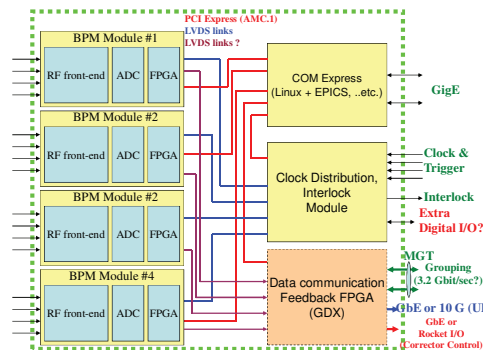 PCI Express (AMC.1)
LVDS links
LVDS links ?
BPM Module #1
RF front-end
ADC
FPGA
BPM Module #2
RF front-end
ADC
FPGA
BPM Module #2
RF front-end
ADC
FPGA
BPM Module #4
RF front-end
ADC
FPGA
COM Express
(Linux + EPICS, ..etc.)
Clock Distribution,
Interlock
Module
Data communication
Feedback FPGA
(GDX)
GigE
Clock &
Trigger
Interlock
Extra
Digital I/O?
MGT
Grouping
(3.2 Gbit/sec?)
GbE or 10 G (U
GbE or
Rocket I/O
(Corrector Control)